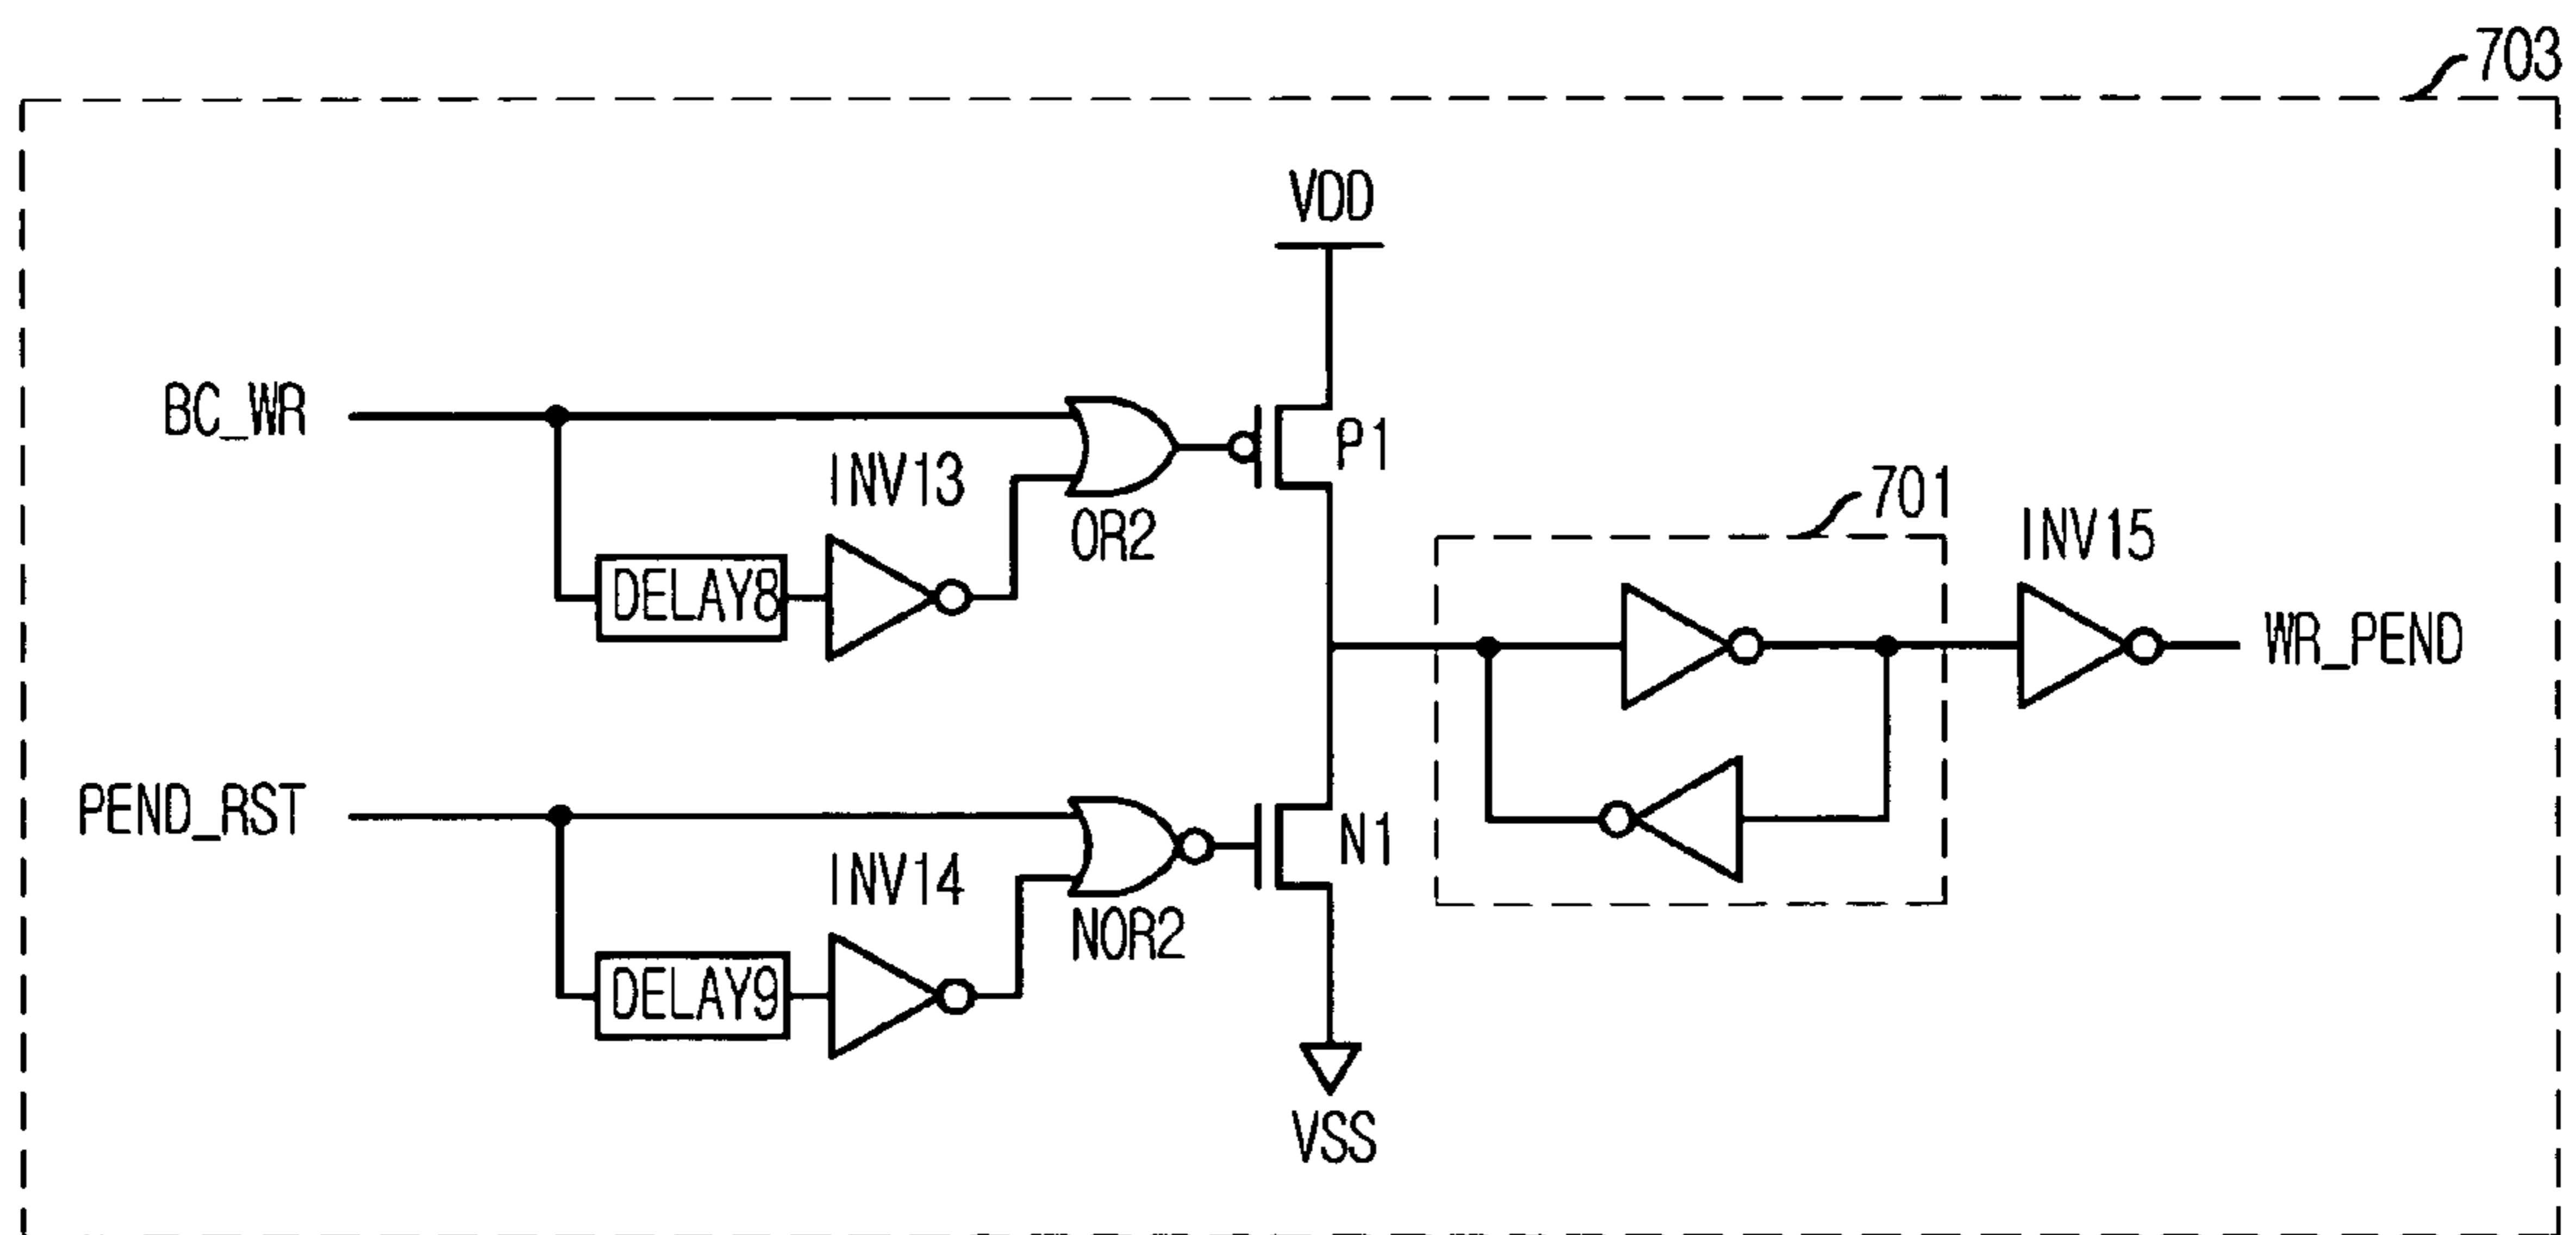 703
VDD
BC_WR
INV13
P1
OR2
701
INV15
DELAY8
WR_PEND
PEND_RST
INV14
N1
NOR2
DELAY9
VSS